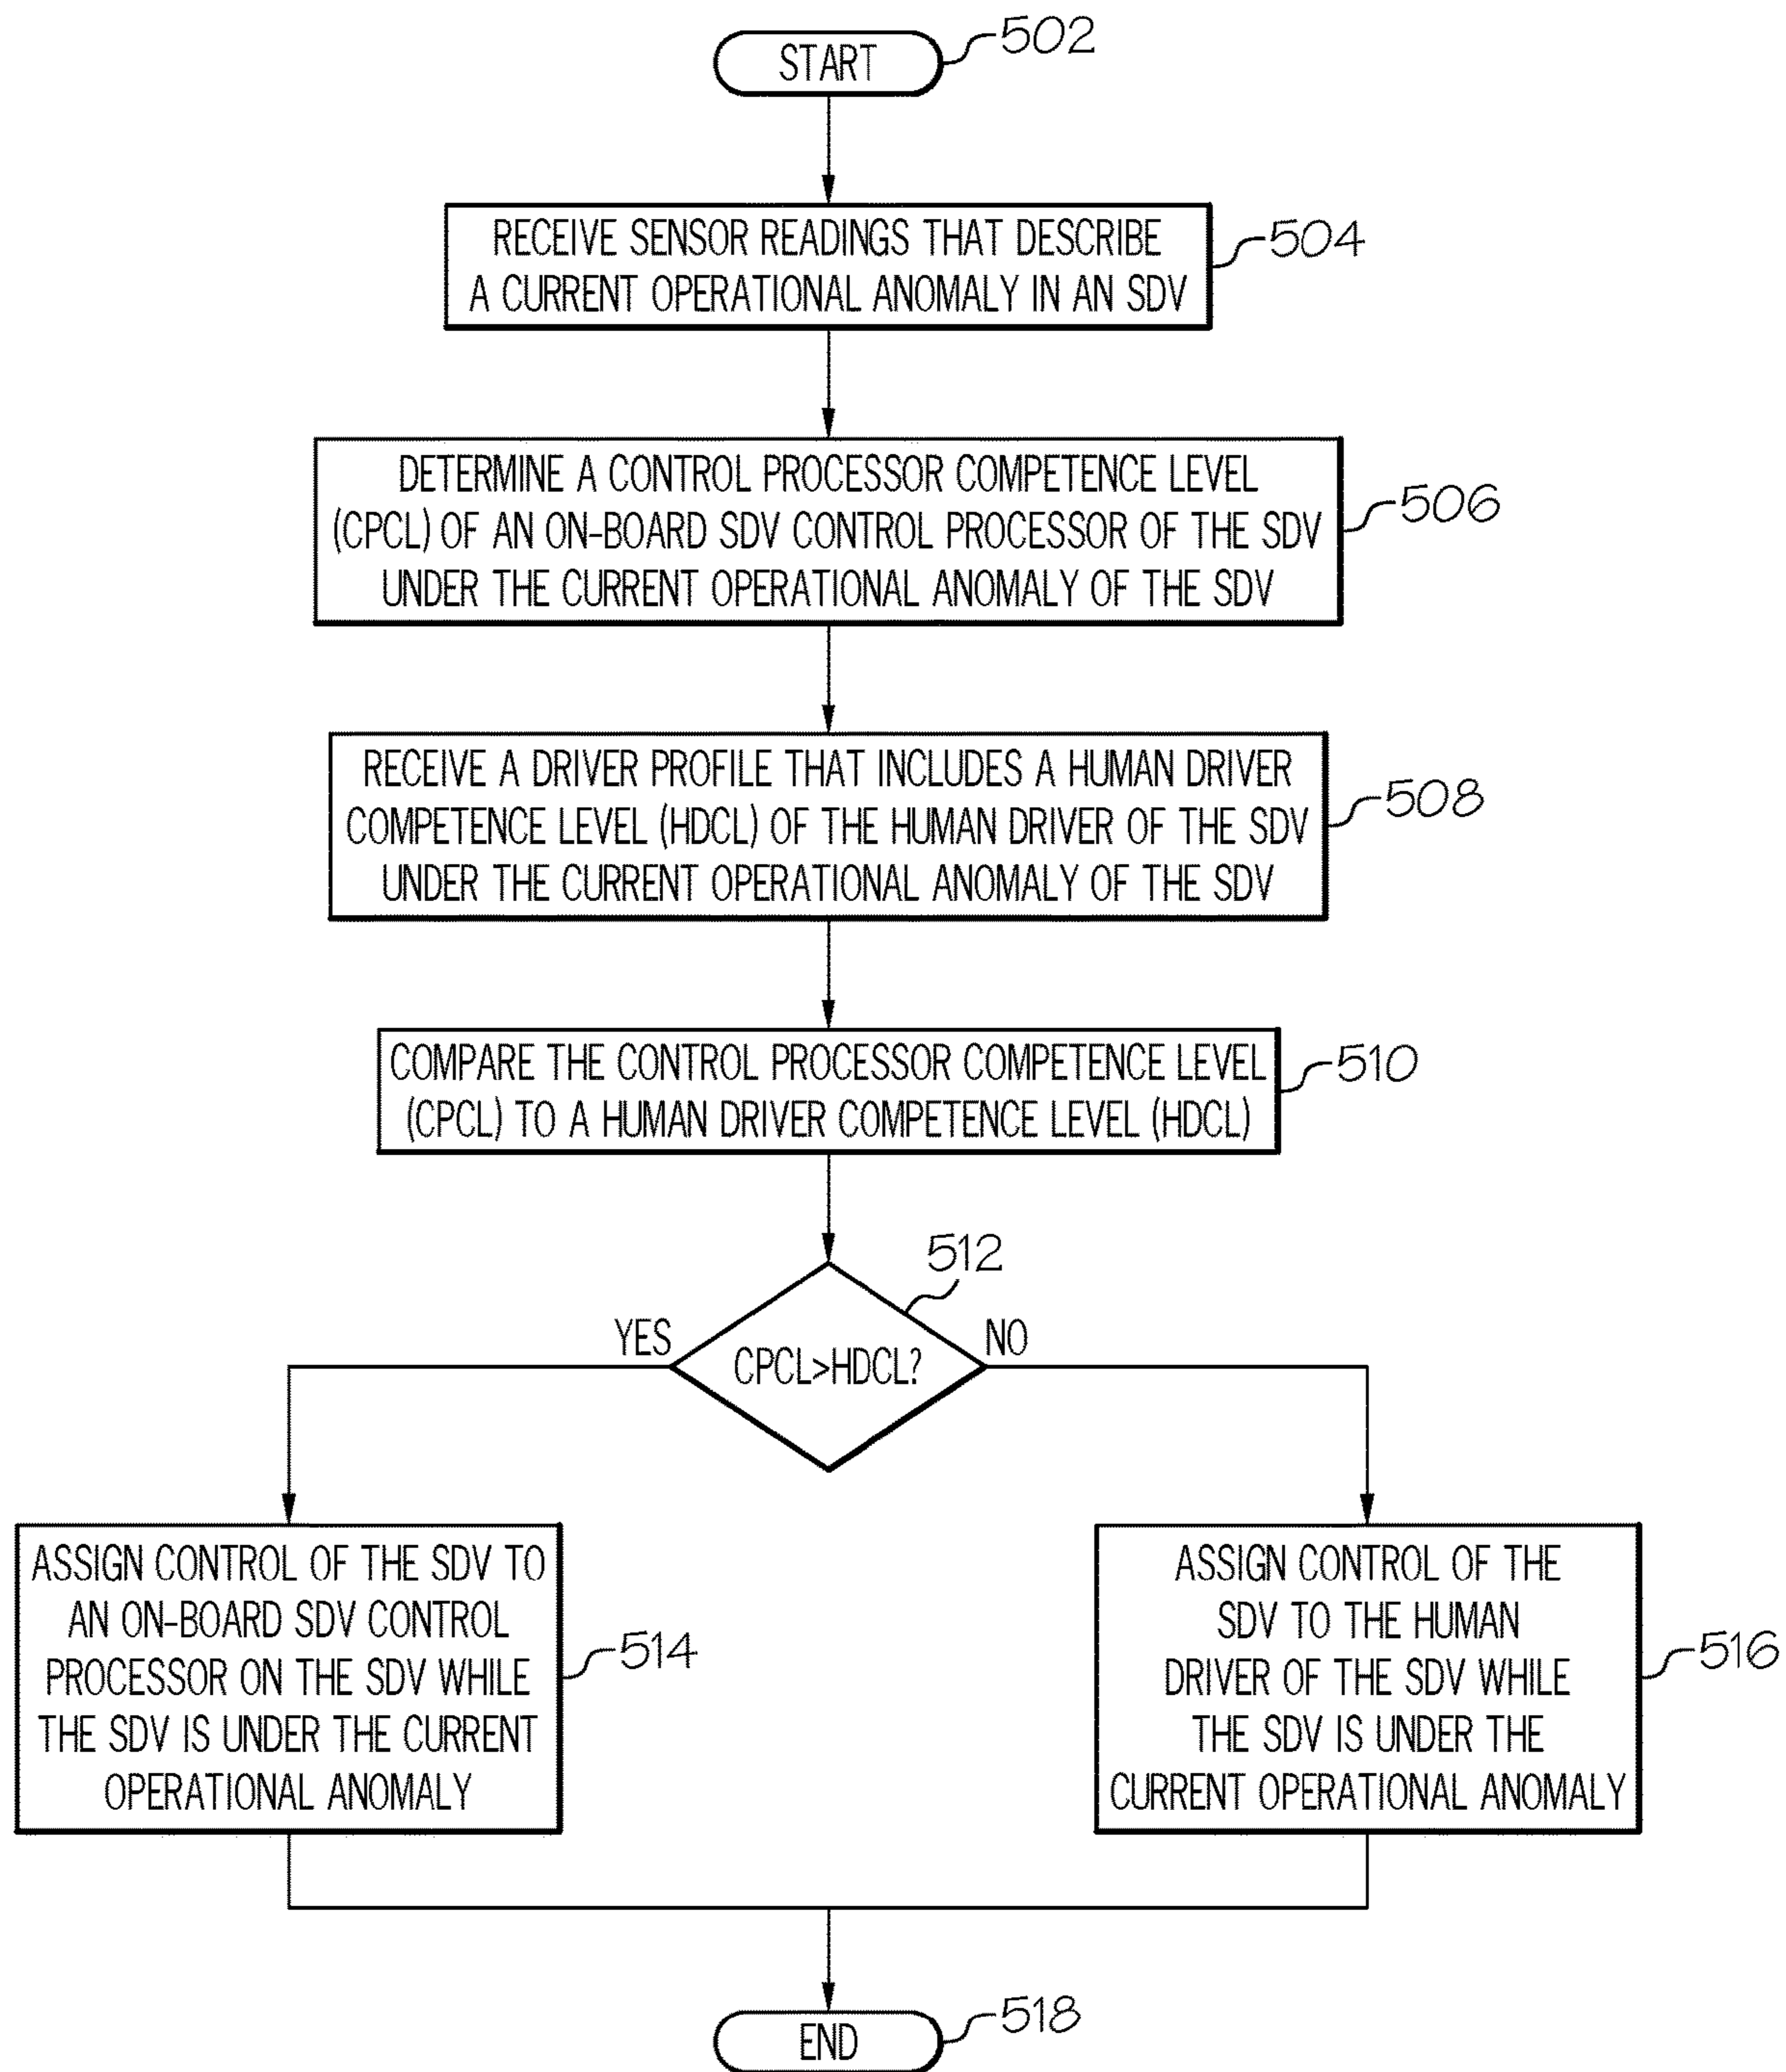 START
502
RECEIVE SENSOR READINGS THAT DESCRIBE
A CURRENT OPERATIONAL ANOMALY IN AN SDV
504
DETERMINE A CONTROL PROCESSOR COMPETENCE LEVEL
(CPCL) OF AN ON-BOARD SDV CONTROL PROCESSOR OF THE SDV
UNDER THE CURRENT OPERATIONAL ANOMALY OF THE SDV
506
RECEIVE A DRIVER PROFILE THAT INCLUDES A HUMAN DRIVER
COMPETENCE LEVEL (HDCL) OF THE HUMAN DRIVER OF THE SDV
UNDER THE CURRENT OPERATIONAL ANOMALY OF THE SDV
508
COMPARE THE CONTROL PROCESSOR COMPETENCE LEVEL
(CPCL) TO A HUMAN DRIVER COMPETENCE LEVEL (HDCL)
510
512
YES
CPCL>HDCL?
NO
ASSIGN CONTROL OF THE SDV TO
AN ON-BOARD SDV CONTROL
PROCESSOR ON THE SDV WHILE
THE SDV IS UNDER THE CURRENT
OPERATIONAL ANOMALY
514
ASSIGN CONTROL OF THE
SDV TO THE HUMAN
DRIVER OF THE SDV WHILE
THE SDV IS UNDER THE
CURRENT OPERATIONAL ANOMALY
516
END
518